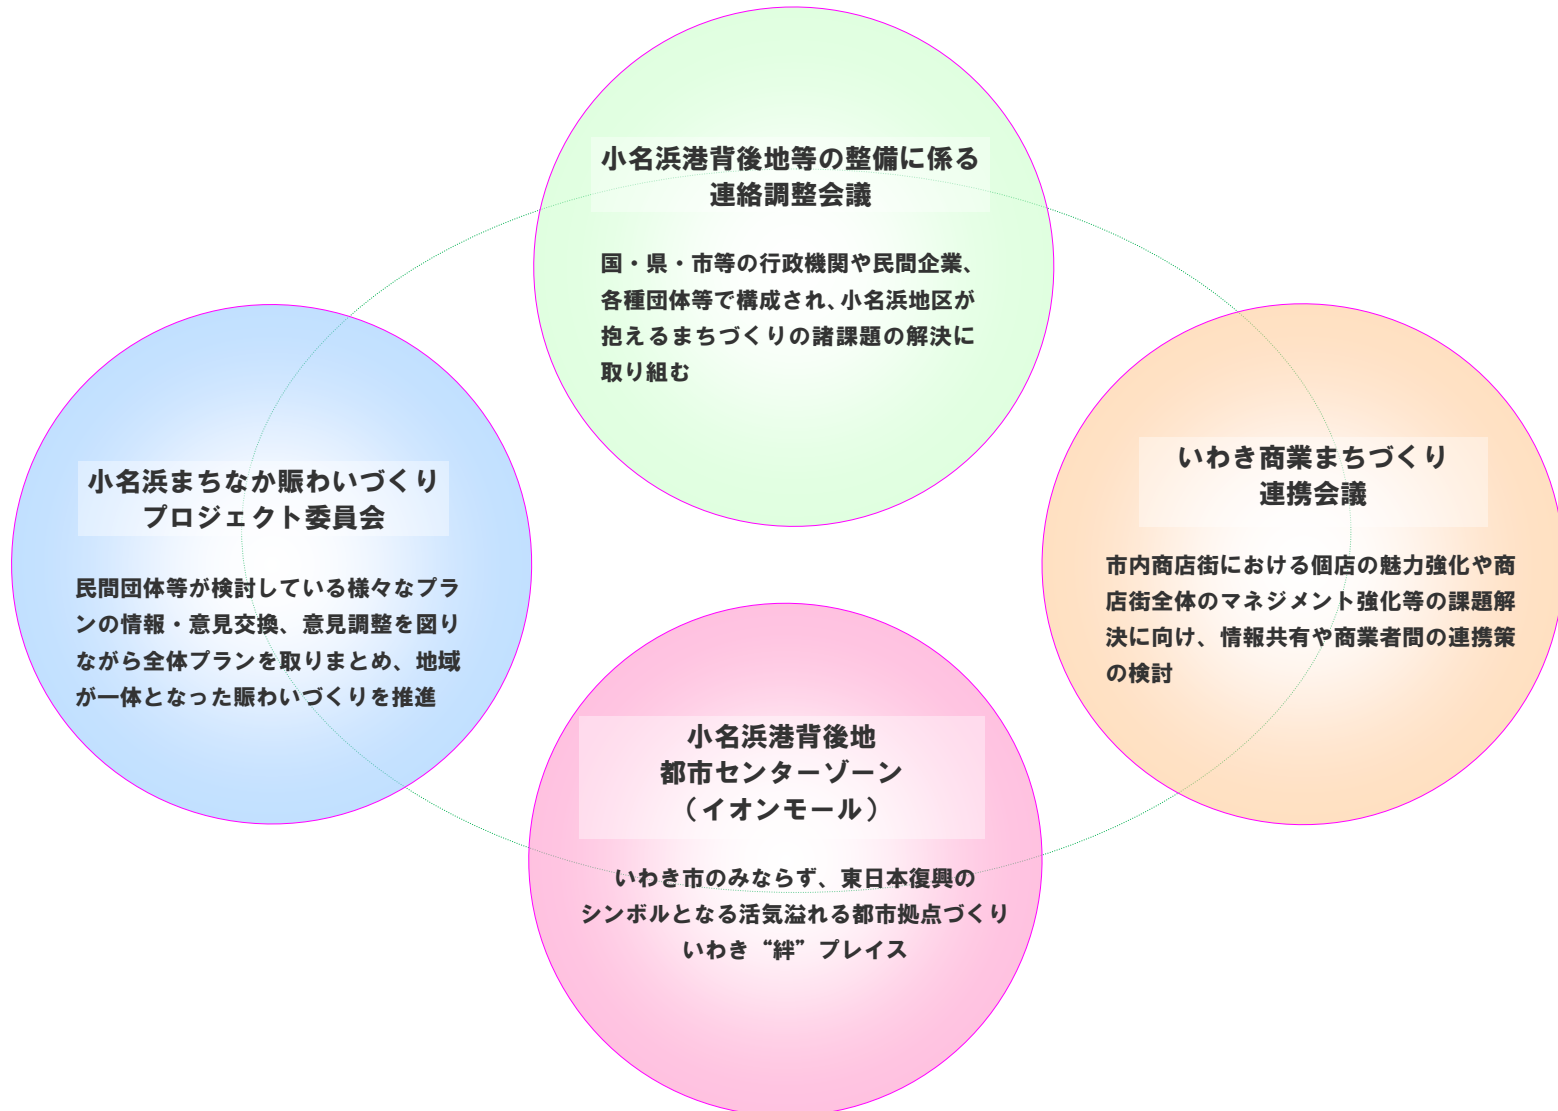 小名浜港背後地等の整備に係る
連絡調整会議
国・県・市等の行政機関や民間企業、
各種団体等で構成され、小名浜地区が
抱えるまちづくりの諸課題の解決に
取り組む
小名浜まちなか賑わいづくり
プロジェクト委員会
民間団体等が検討している様々なプラ
ンの情報・意見交換、意見調整を図り
ながら全体プランを取りまとめ、地域
が一体となった賑わいづくりを推進
いわき商業まちづくり
連携会議
市内商店街における個店の魅力強化や商
店街全体のマネジメント強化等の課題解
決に向け、情報共有や商業者間の連携策
の検討
小名浜港背後地
都市センターゾーン
（イオンモール）
いわき市のみならず、東日本復興の
シンボルとなる活気溢れる都市拠点づくり
いわき“絆”プレイス